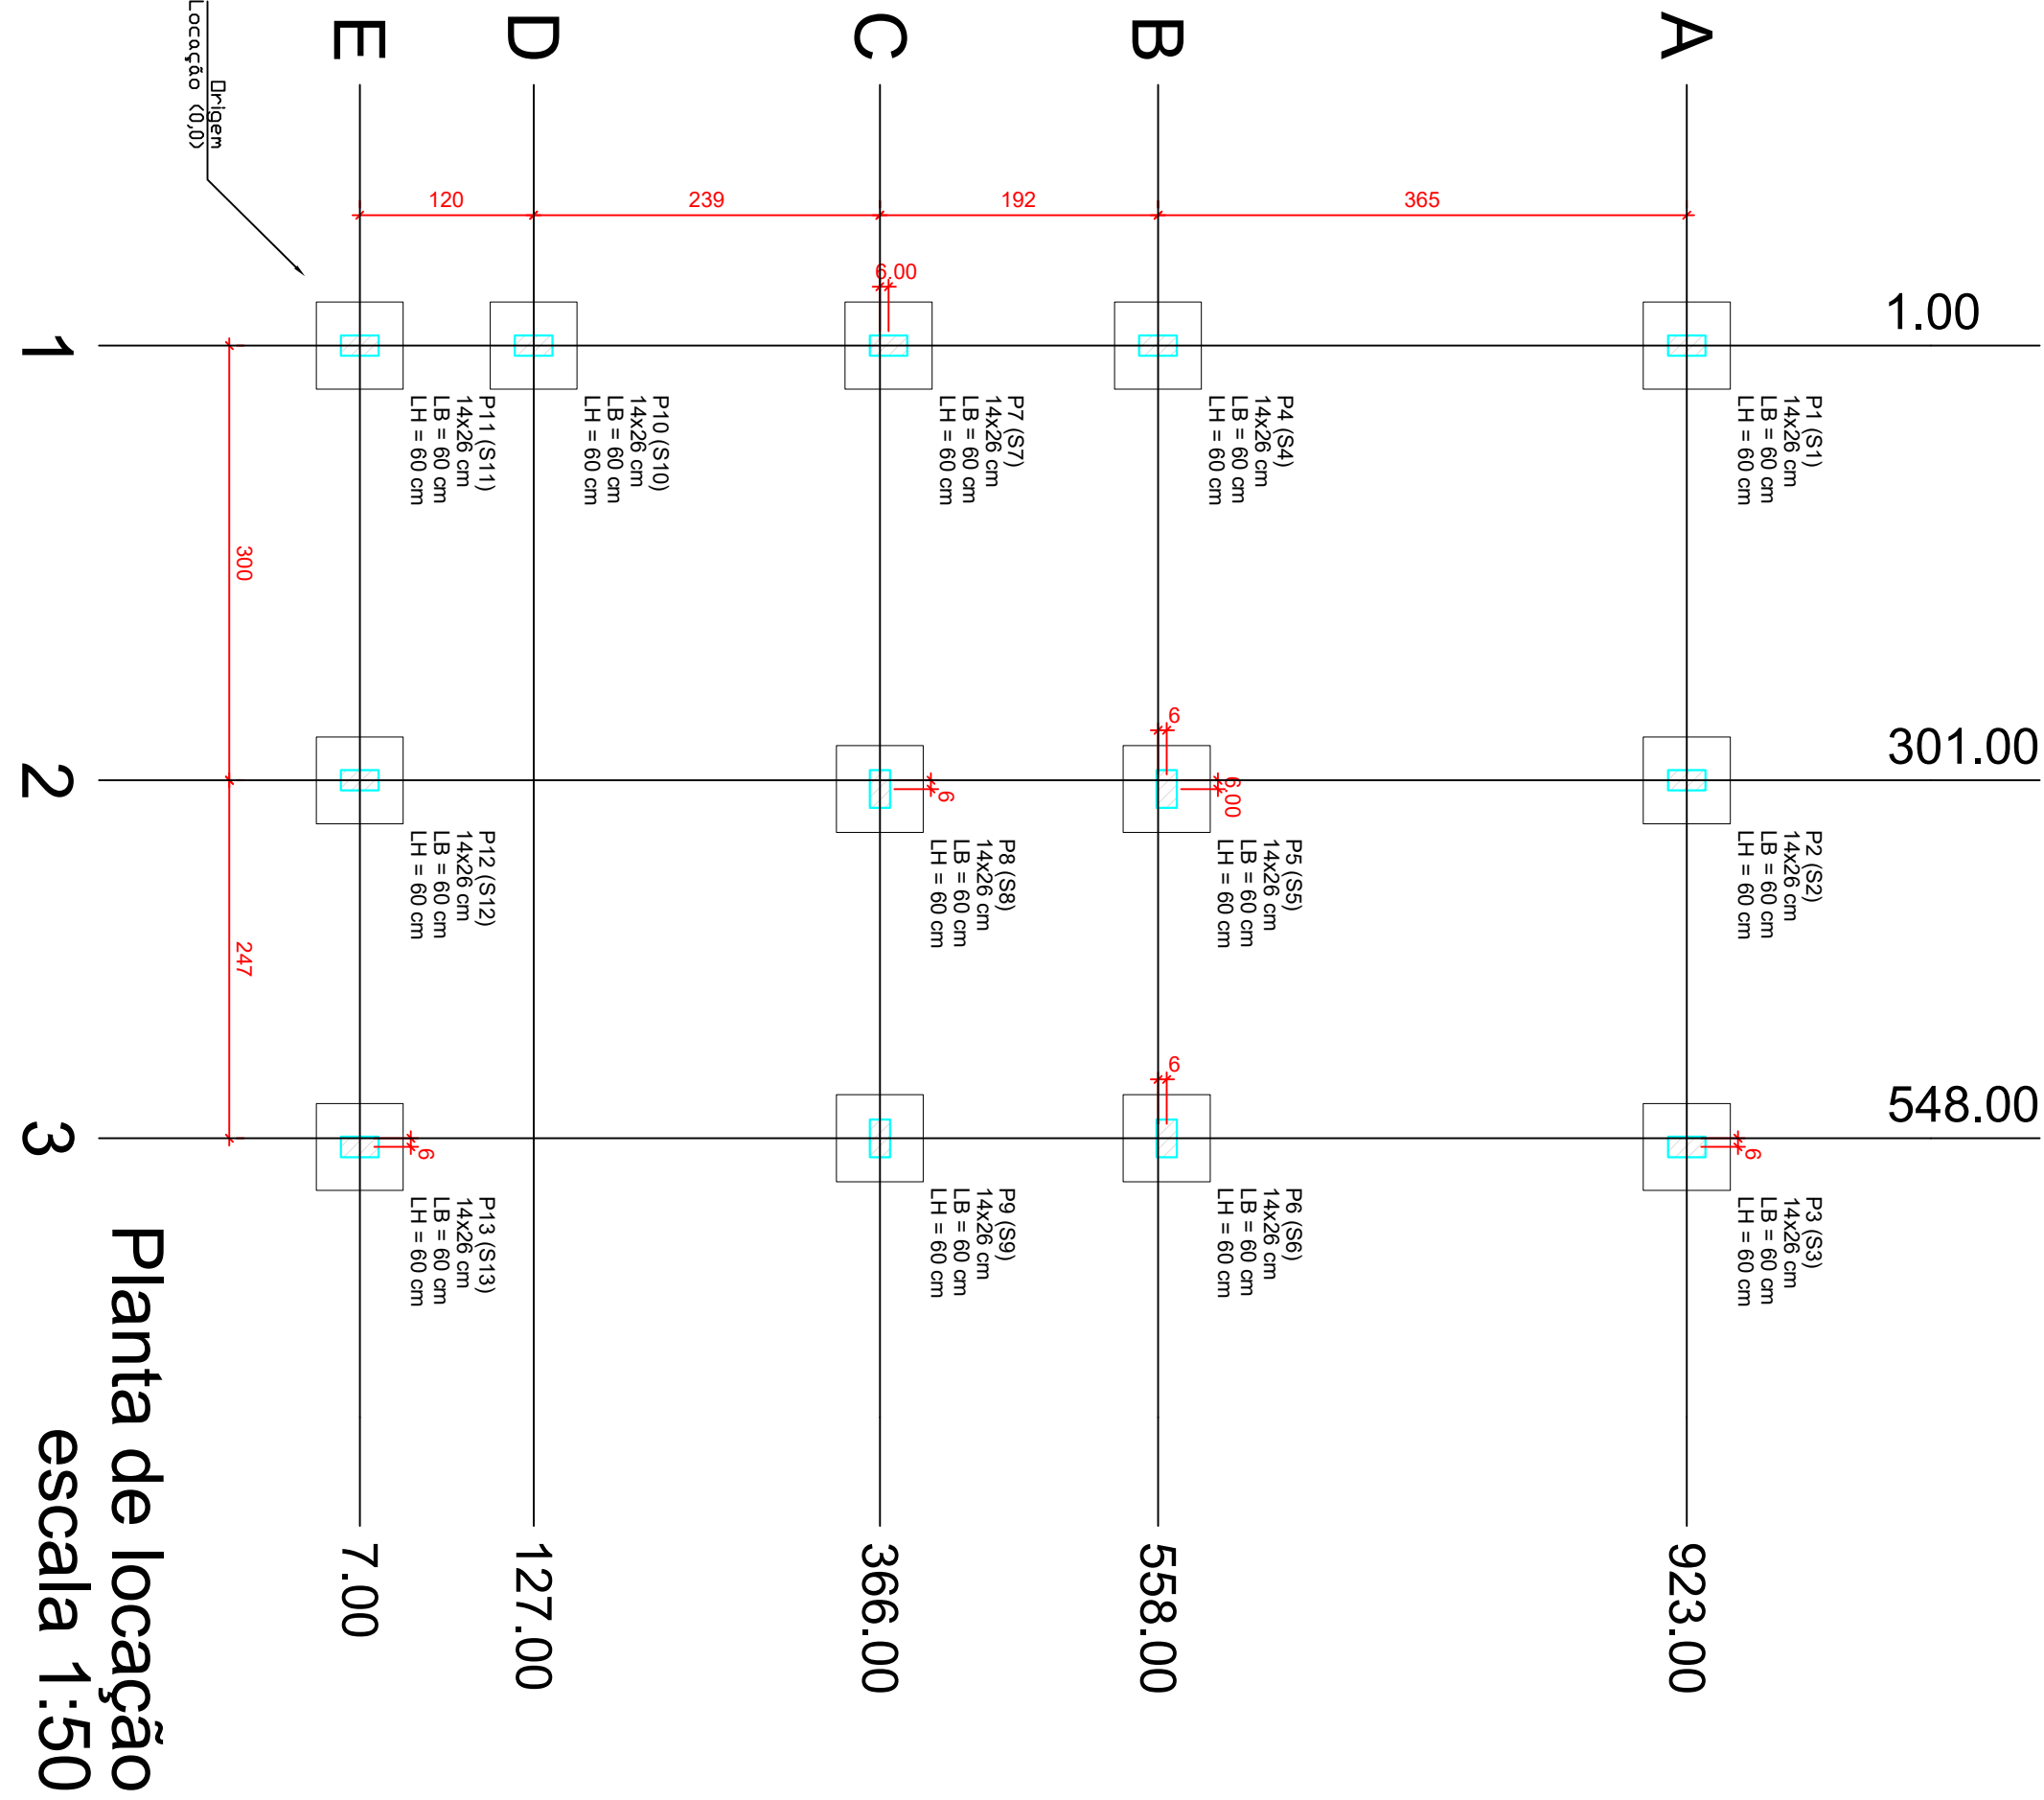 E
D
C
B
A
Origem
Locação (0,0)
120
239
192
365
6.00
1.00
1
P11 (S11)
14x26 cm
LB = 60 cm
LH = 60 cm
P10 (S10)
14x26 cm
LB = 60 cm
LH = 60 cm
P7 (S7)
14x26 cm
LB = 60 cm
LH = 60 cm
P4 (S4)
14x26 cm
LB = 60 cm
LH = 60 cm
P1 (S1)
14x26 cm
LB = 60 cm
LH = 60 cm
300
6
301.00
2
6
6.00
P12 (S12)
14x26 cm
LB = 60 cm
LH = 60 cm
P8 (S8)
14x26 cm
LB = 60 cm
LH = 60 cm
P5 (S5)
14x26 cm
LB = 60 cm
LH = 60 cm
P2 (S2)
14x26 cm
LB = 60 cm
LH = 60 cm
247
6
548.00
3
6
6
P13 (S13)
14x26 cm
LB = 60 cm
LH = 60 cm
P9 (S9)
14x26 cm
LB = 60 cm
LH = 60 cm
P6 (S6)
14x26 cm
LB = 60 cm
LH = 60 cm
P3 (S3)
14x26 cm
LB = 60 cm
LH = 60 cm
7.00
127.00
366.00
558.00
923.00
Planta de locação
escala 1:50